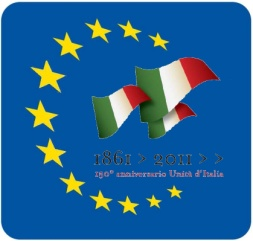 1861 > 2011 > >
150° anniversario Unità d'Italia